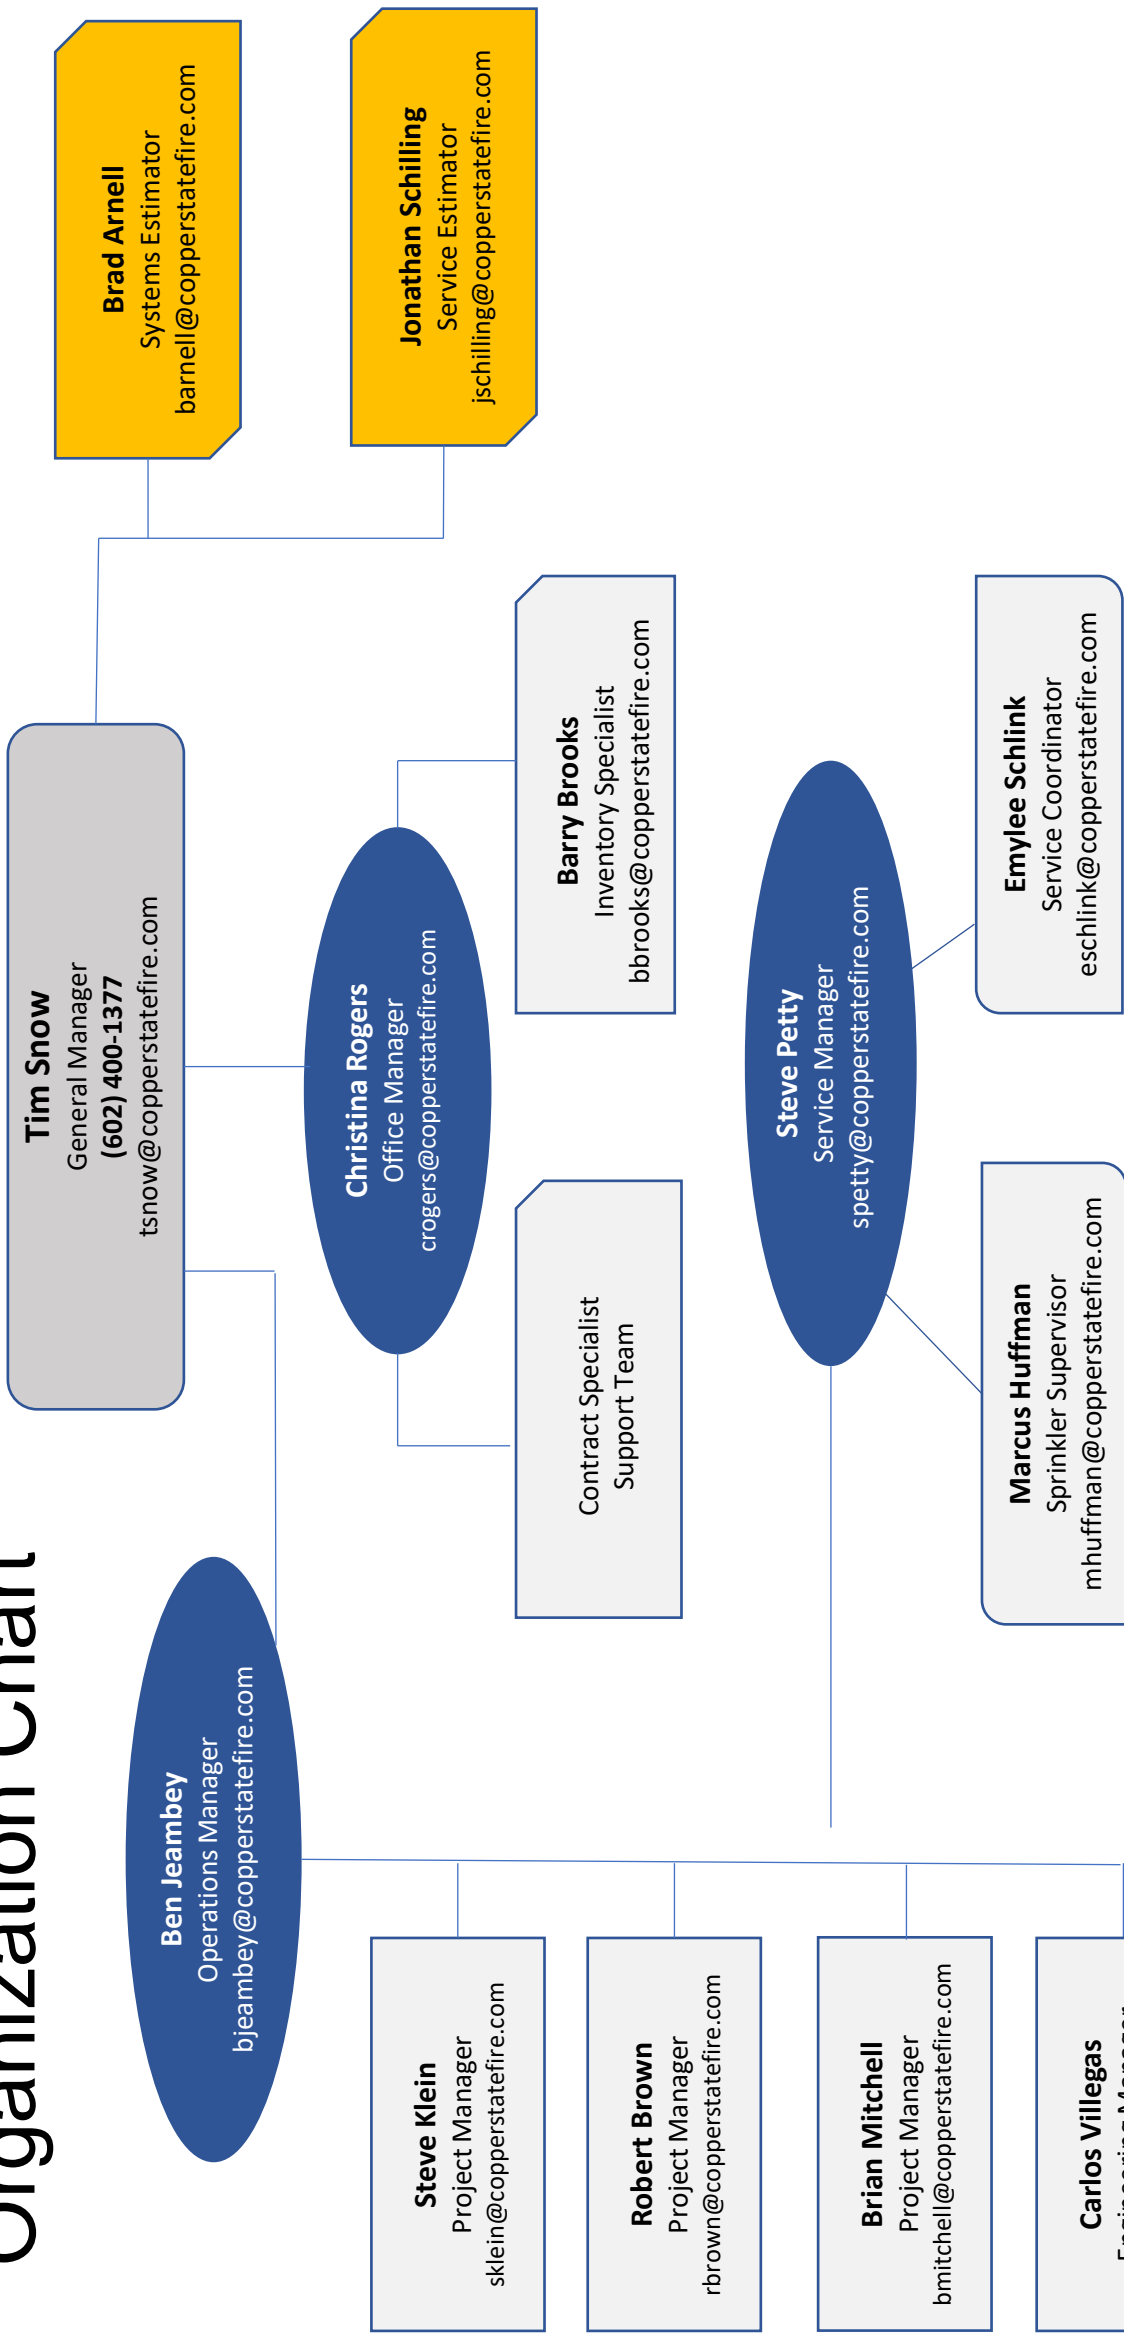 Organization Chart
Tim Snow
General Manager
(602) 400-1377
tsnow@copperstatefire.com
Brad Arnell
Systems Estimator
barnell@copperstatefire.com
Jonathan Schilling
Service Estimator
jschilling@copperstatefire.com
Ben Jeambey
Operations Manager
bjeambey@copperstatefire.com
Christina Rogers
Office Manager
crogers@copperstatefire.com
Contract Specialist
Support Team
Barry Brooks
Inventory Specialist
bbrooks@copperstatefire.com
Steve Klein
Project Manager
sklein@copperstatefire.com
Robert Brown
Project Manager
rbrown@copperstatefire.com
Brian Mitchell
Project Manager
bmitchell@copperstatefire.com
Carlos Villegas
Engineering Manager
Steve Petty
Service Manager
spetty@copperstatefire.com
Marcus Huffman
Sprinkler Supervisor
mhuffman@copperstatefire.com
Emylee Schlink
Service Coordinator
eschlink@copperstatefire.com